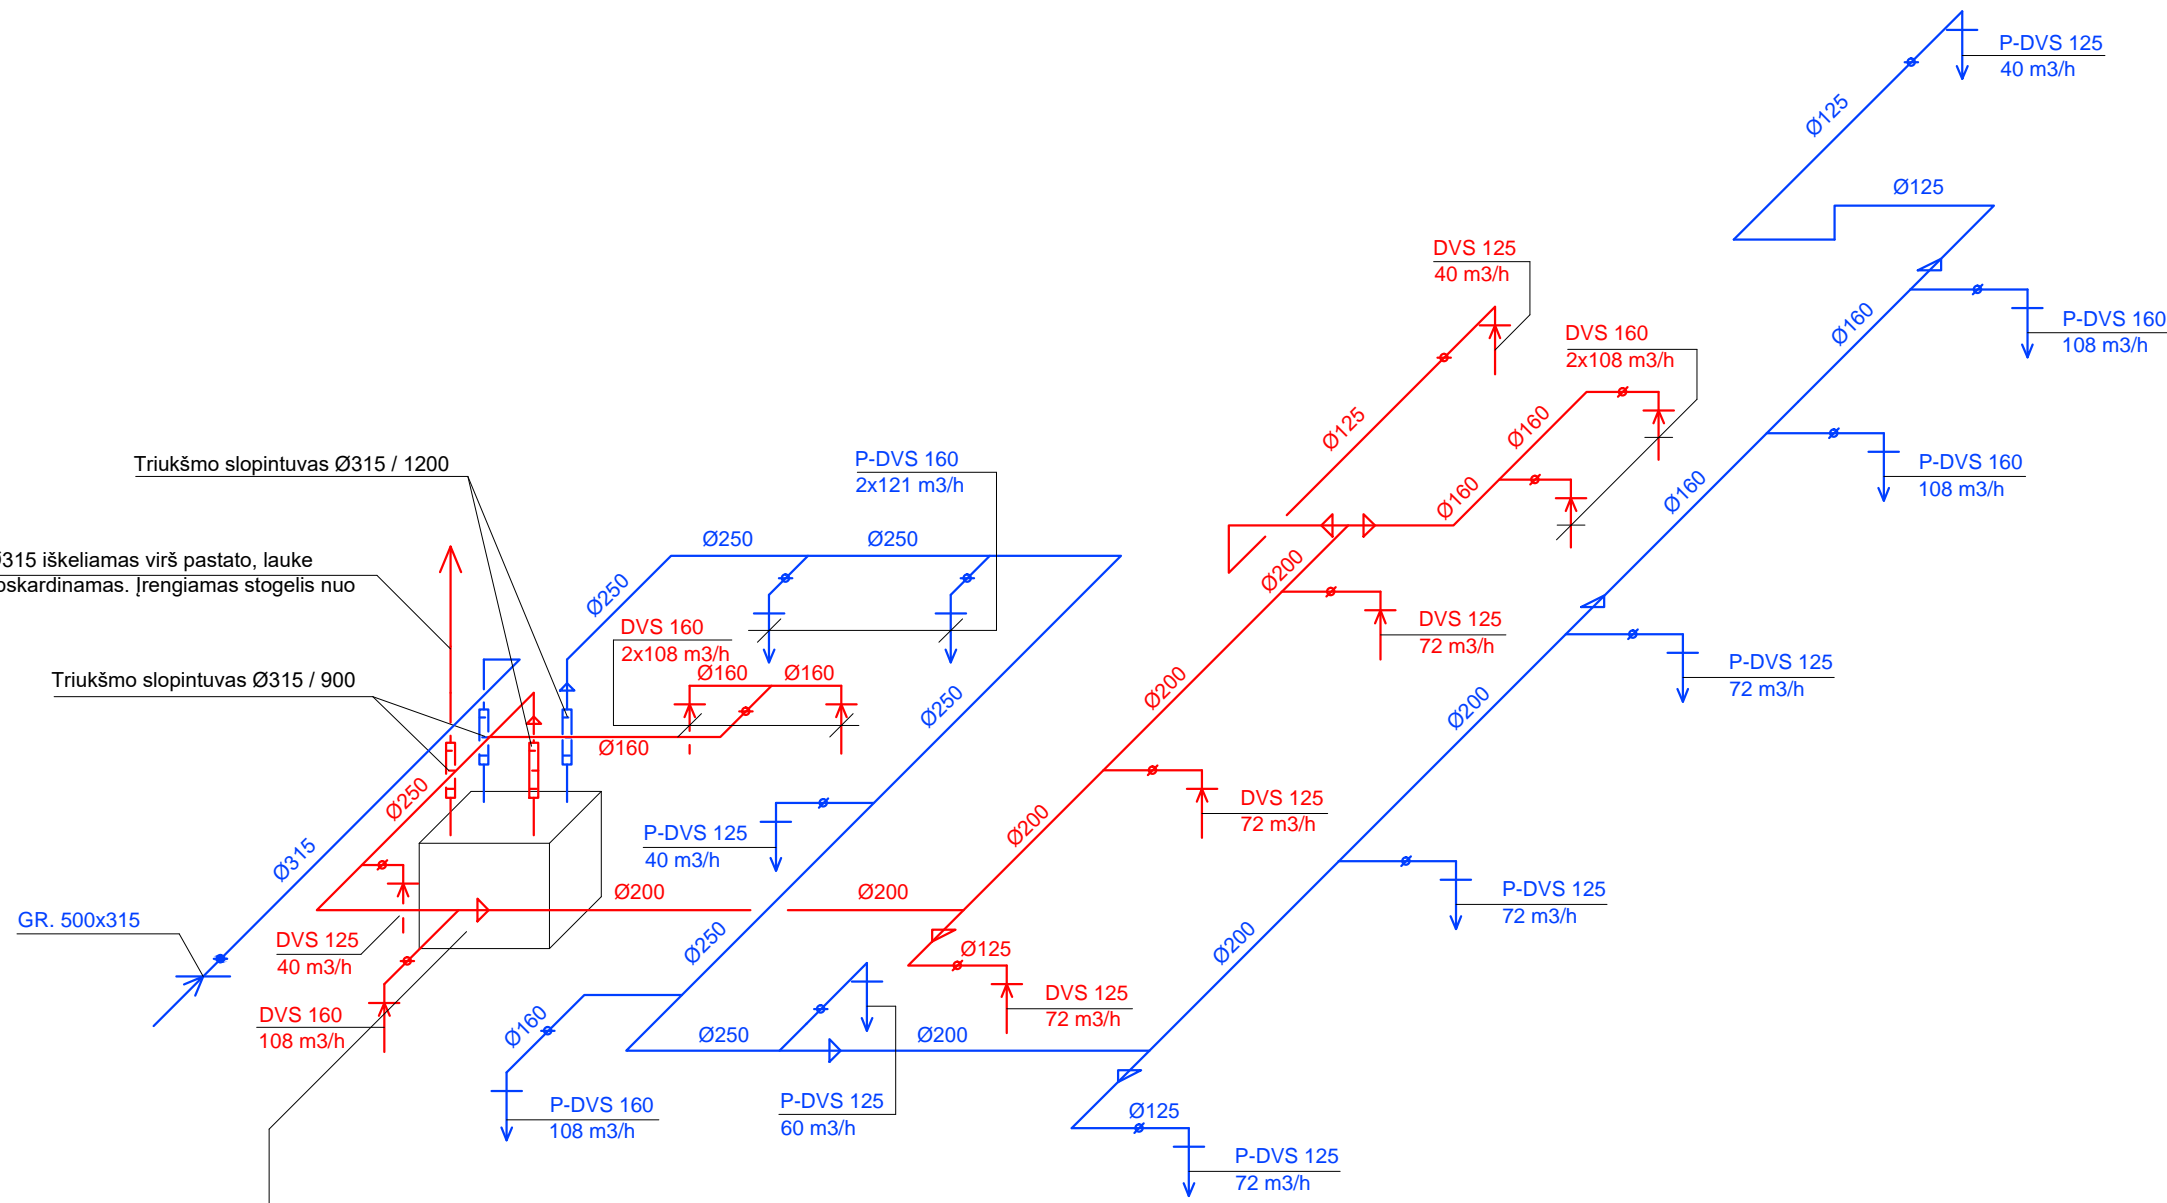 P-DVS 125
40 m3/h
Ø125
Ø125
DVS 125
40 m3/h
P-DVS 160
108 m3/h
Ø160
DVS 160
2x108 m3/h
Ø125
Ø160
Triukšmo slopintuvas Ø315 / 1200
P-DVS 160
2x121 m3/h
P-DVS 160
108 m3/h
Ø160
Ø160
Ø250
Ø250
Ø315 iškeliamas virš pastato, lauke
Įrengiamas stogelis nuo
Ø250
Ø200
DVS 160
2x108 m3/h
DVS 125
72 m3/h
P-DVS 125
72 m3/h
Triukšmo slopintuvas Ø315 / 900
Ø160
Ø160
Ø250
Ø200
Ø200
Ø160
Ø250
DVS 125
72 m3/h
Ø200
P-DVS 125
40 m3/h
Ø315
Ø200
Ø200
P-DVS 125
72 m3/h
GR. 500x315
DVS 125
40 m3/h
Ø250
Ø125
Ø200
DVS 160
108 m3/h
DVS 125
72 m3/h
Ø160
Ø250
Ø200
P-DVS 160
108 m3/h
P-DVS 125
60 m3/h
Ø125
P-DVS 125
72 m3/h